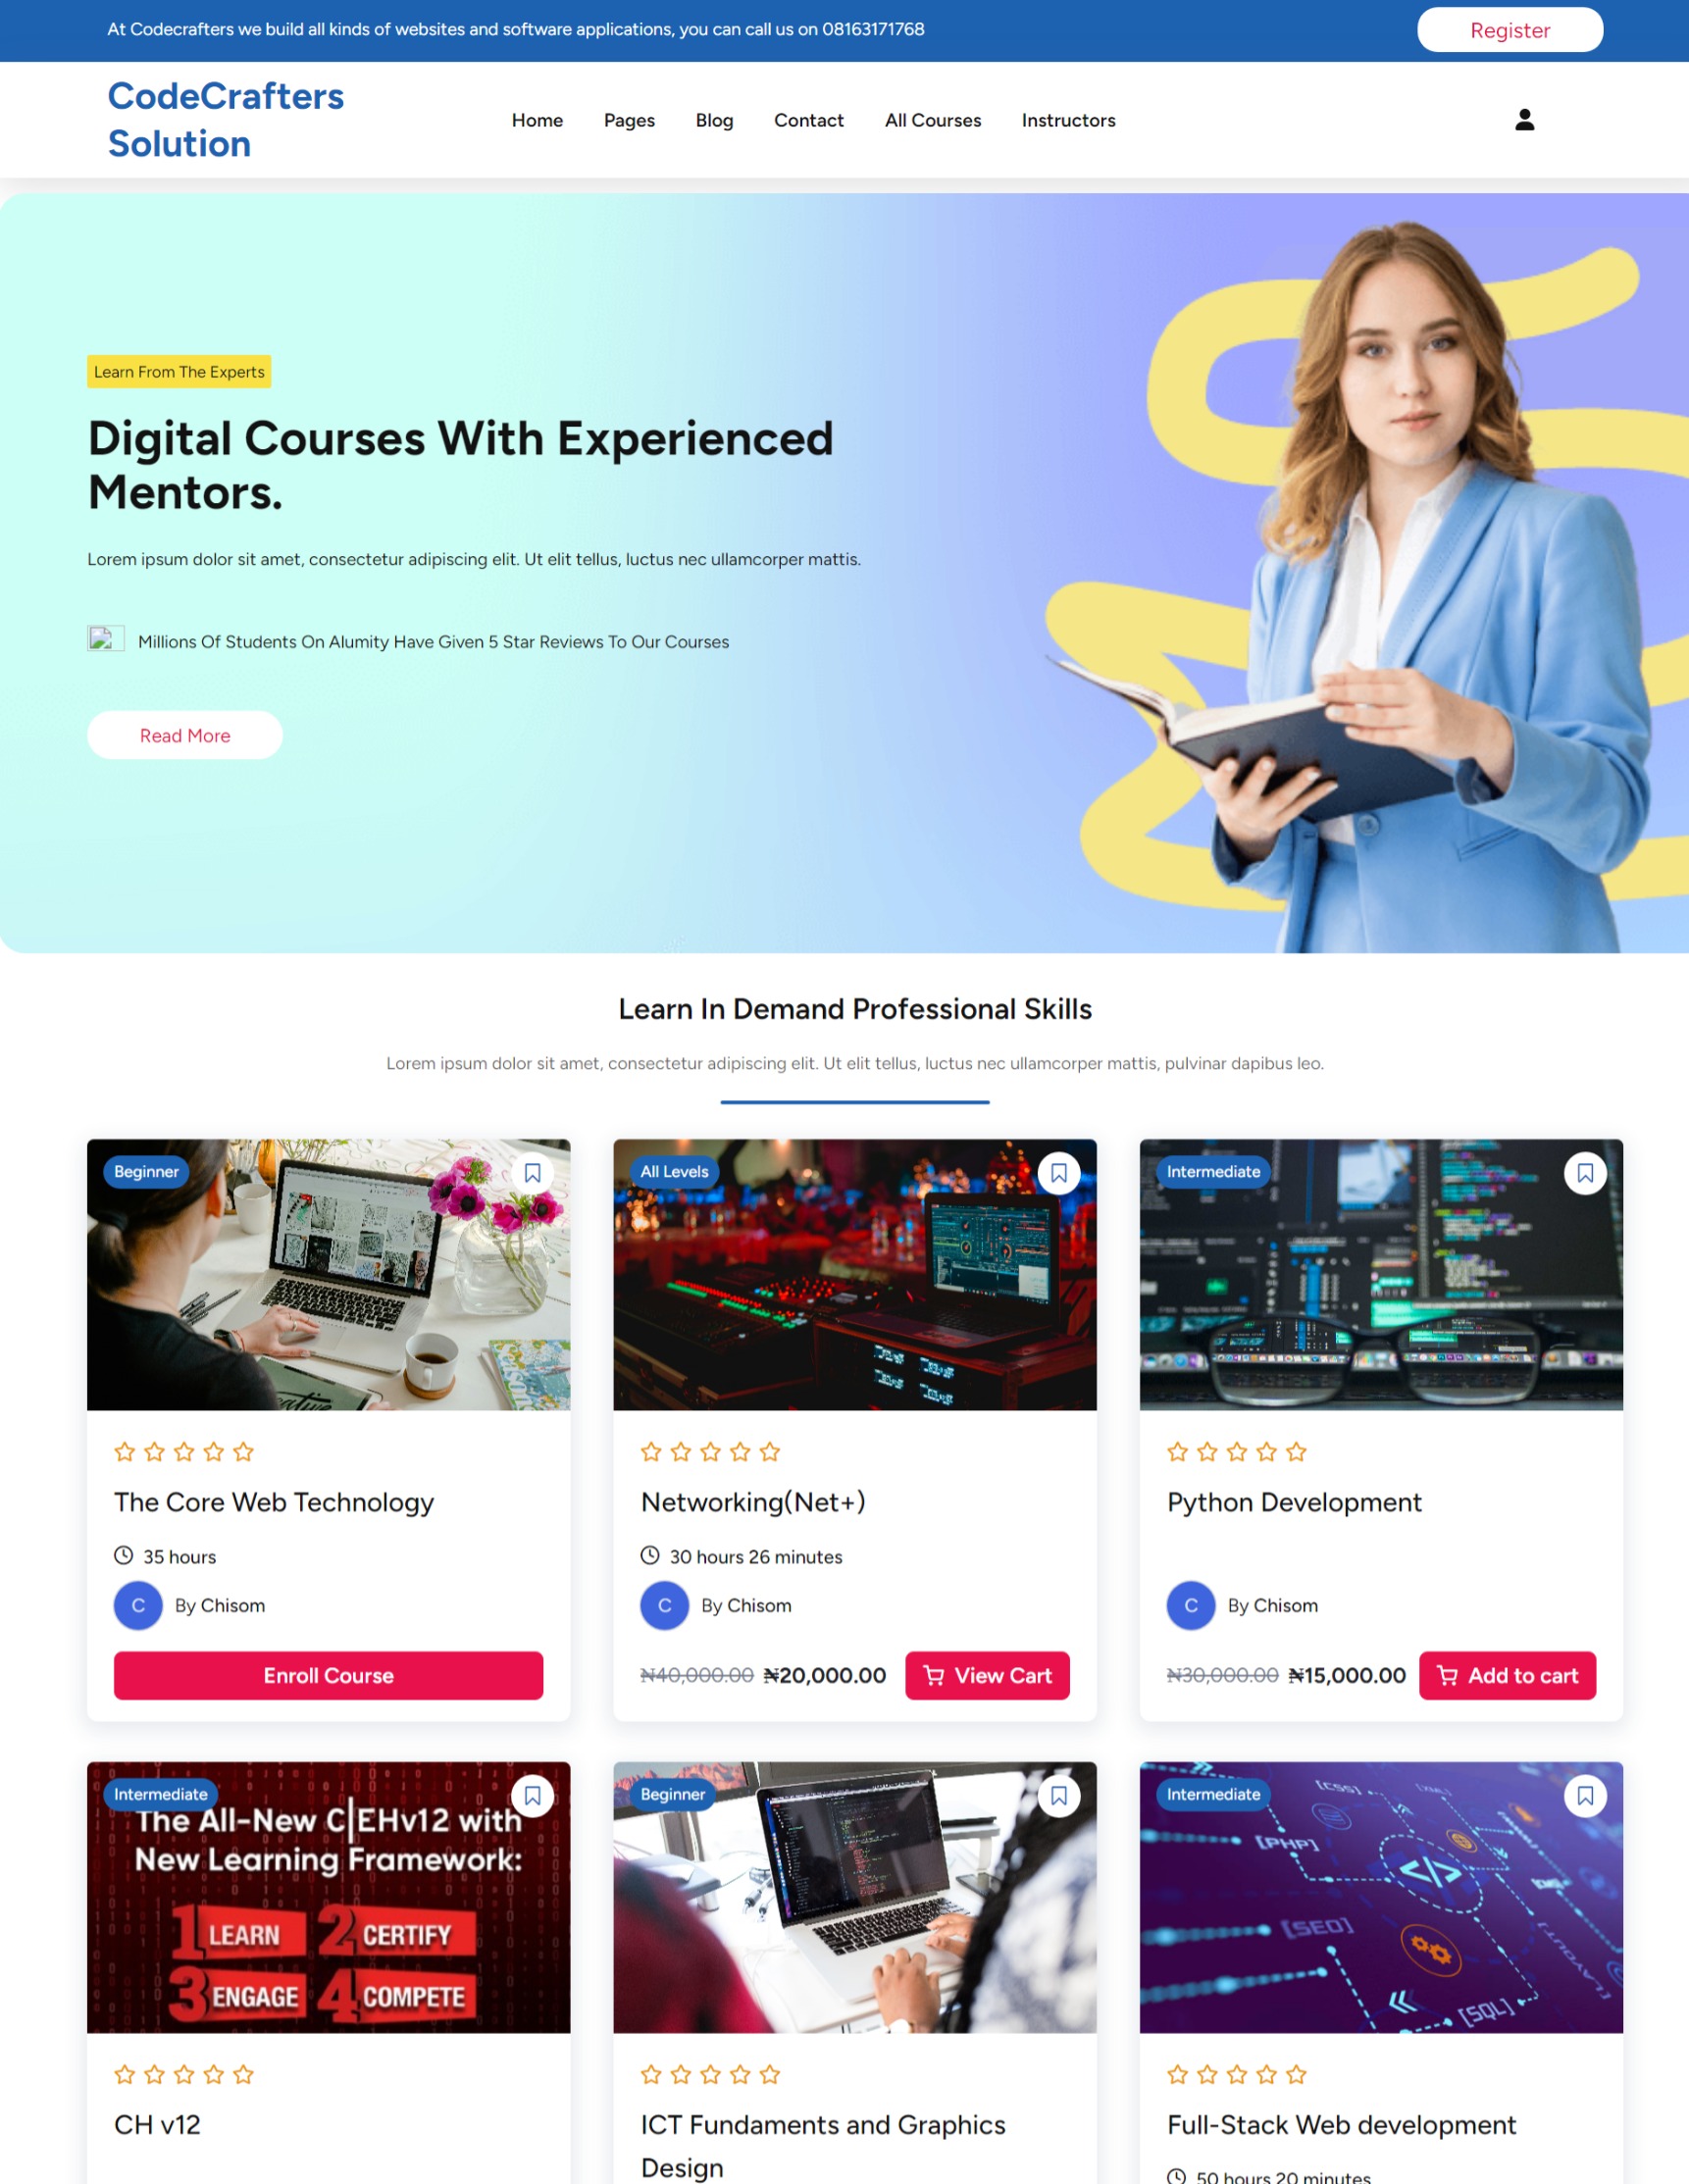 At Codecrafters we build all kinds of websites and software applications, you can call us on 08163171768
Register
CodeCrafters
Solution
Home
Pages
Blog
Contact
All Courses
Instructors
Learn From The Experts
Digital Courses With Experienced
Mentors.
Lorem ipsum dolor sit amet, consectetur adipiscing elit. Ut elit tellus, luctus nec ullamcorper mattis.
Millions Of Students On Alumity Have Given 5 Star Reviews To Our Courses
Read More
Learn In Demand Professional Skills
Lorem ipsum dolor sit amet, consectetur adipiscing elit. Ut elit tellus, luctus nec ullamcorper mattis, pulvinar dapibus leo.
Beginner
The Core Web Technology
35 hours
C
By Chisom
Enroll Course
All Levels
Networking(Net+)
30 hours 26 minutes
C
By Chisom
₦40,000.00 ₦20,000.00
View Cart
Intermediate
Python Development
C
By Chisom
₦30,000.00 ₦15,000.00
Add to cart
Intermediate
The All-New C|EHv12 with
New Learning Framework:
1 LEARN
2 CERTIFY
3 ENGAGE
4 COMPETE
CH v12
Beginner
ICT Fundaments and Graphics
Design
Intermediate
[CSS]
[PHP]
</>
[SEO]
[SQL]
Full-Stack Web development
50 hours 20 minutes